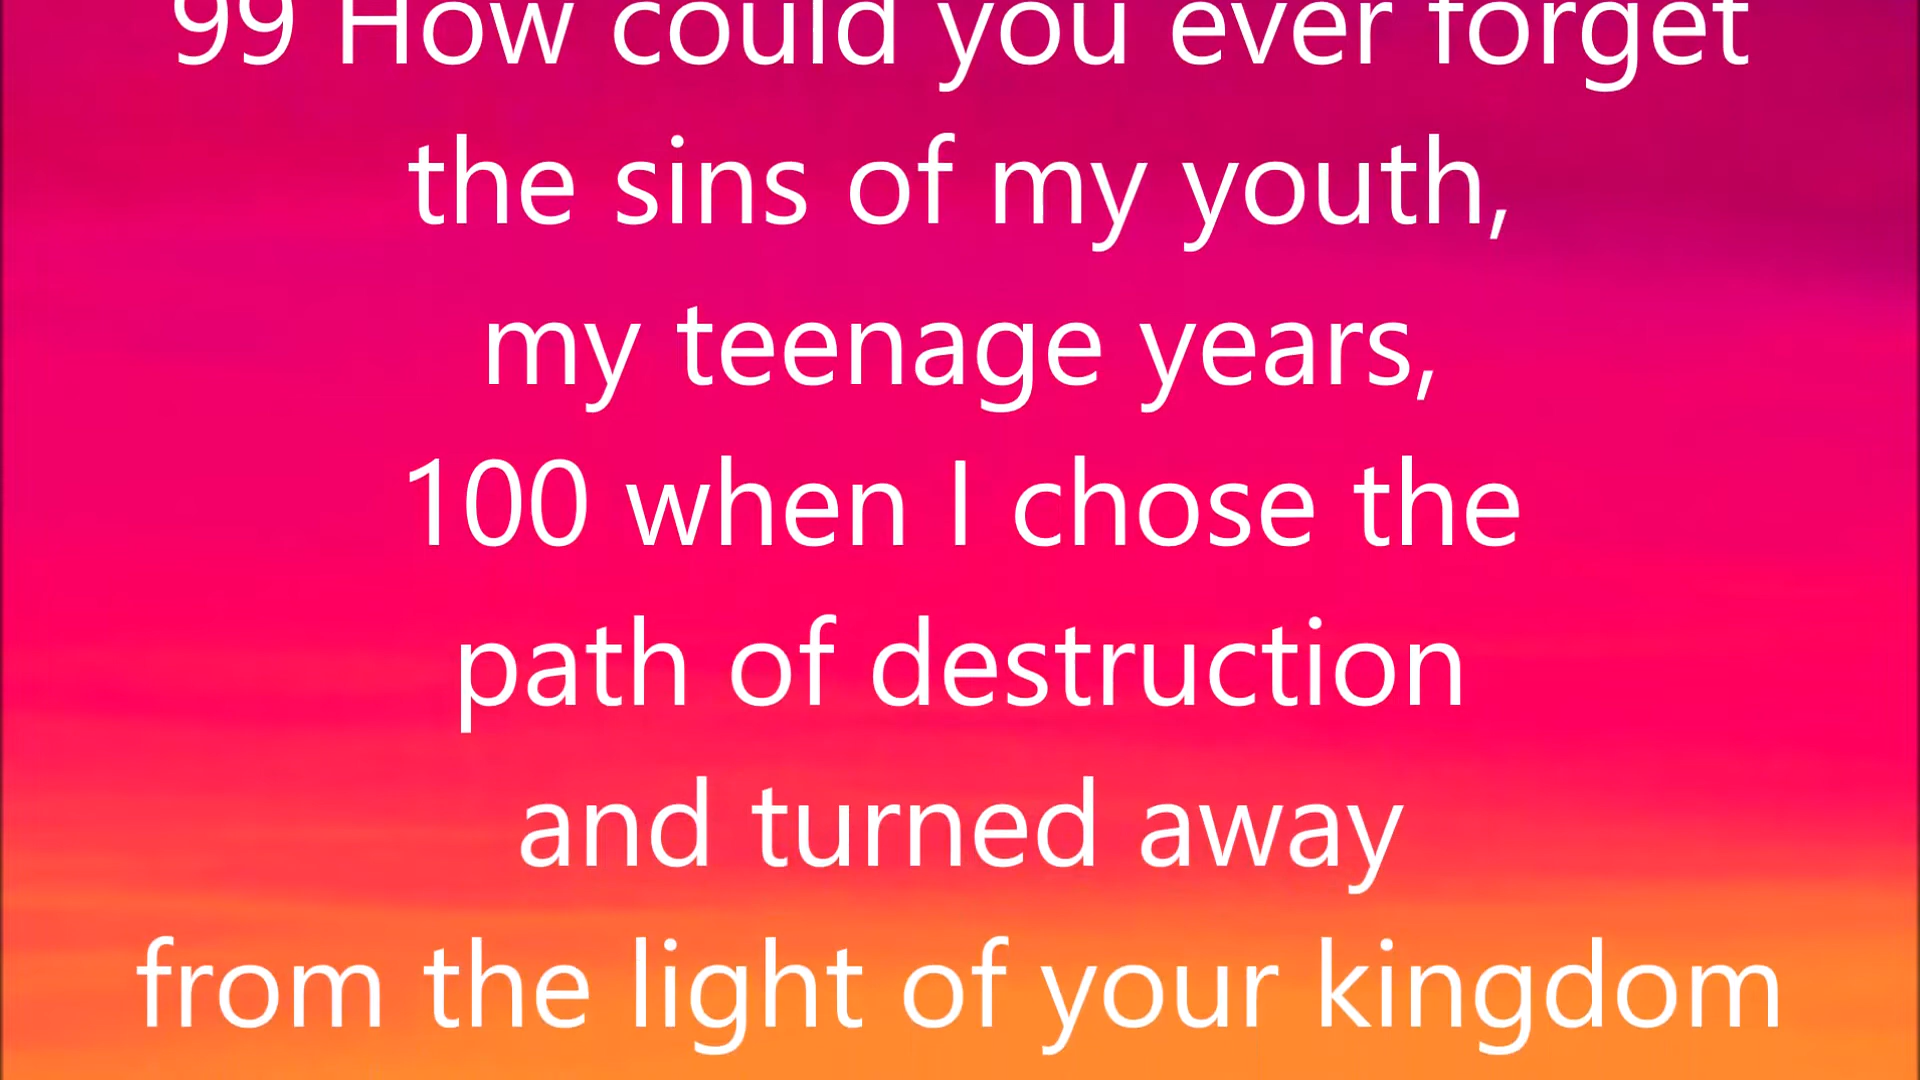 99 How could you ever forget
the sins of my youth,
my teenage years,
100 when I chose the
path of destruction
and turned away
from the light of your kingdom